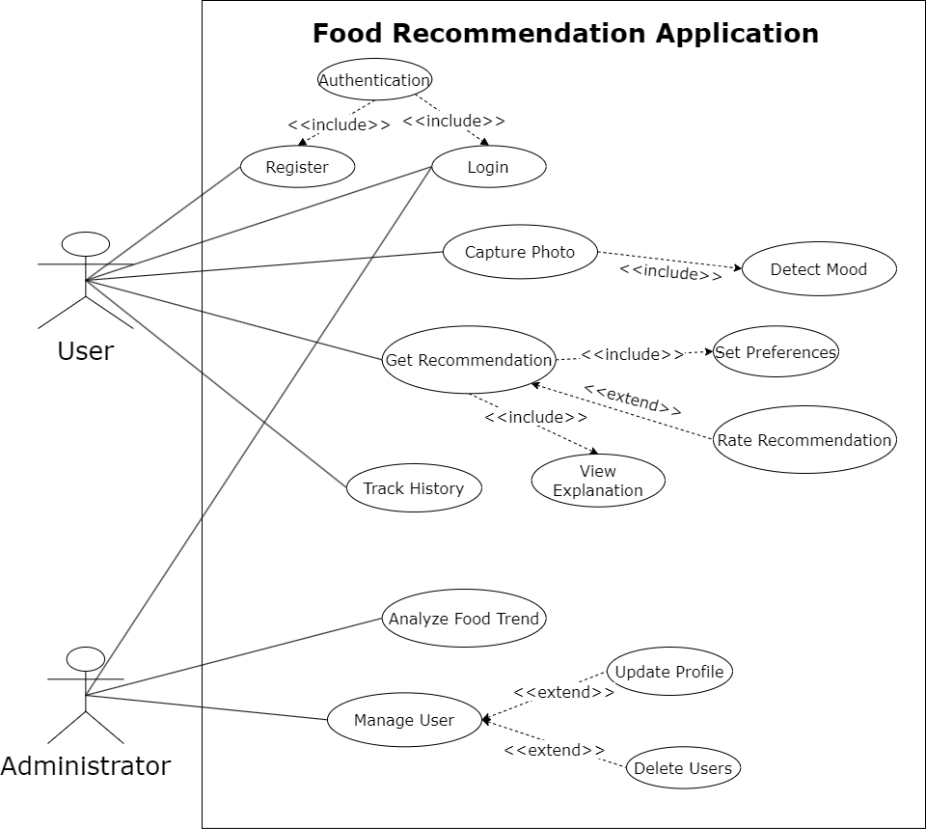 Food Recommendation Application
Authentication
<<include>>
<<include>>
Register
Login
Capture Photo
<<include>>
Detect Mood
User
Get Recommendation
<<include>>
Set Preferences
<<extend>>
<<include>>
Rate Recommendation
Track History
View
Explanation
Analyze Food Trend
Update Profile
<<extend>>
Manage User
<<extend>>
Delete Users
Administrator